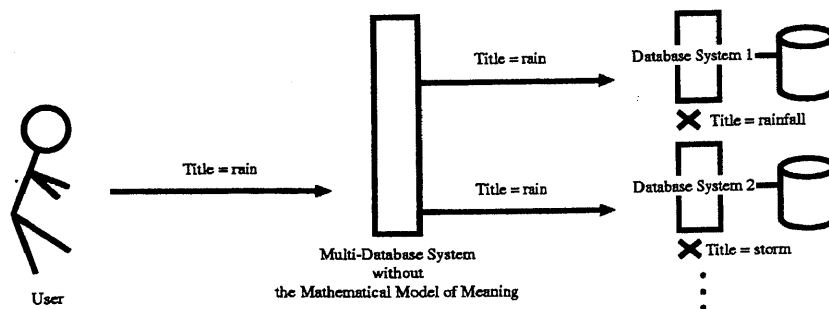 Title = rain
Database System 1
Title = rainfall
Title = rain
Title = rain
Database System 2
Title = storm
Multi-Database System
without
the Mathematical Model of Meaning
User